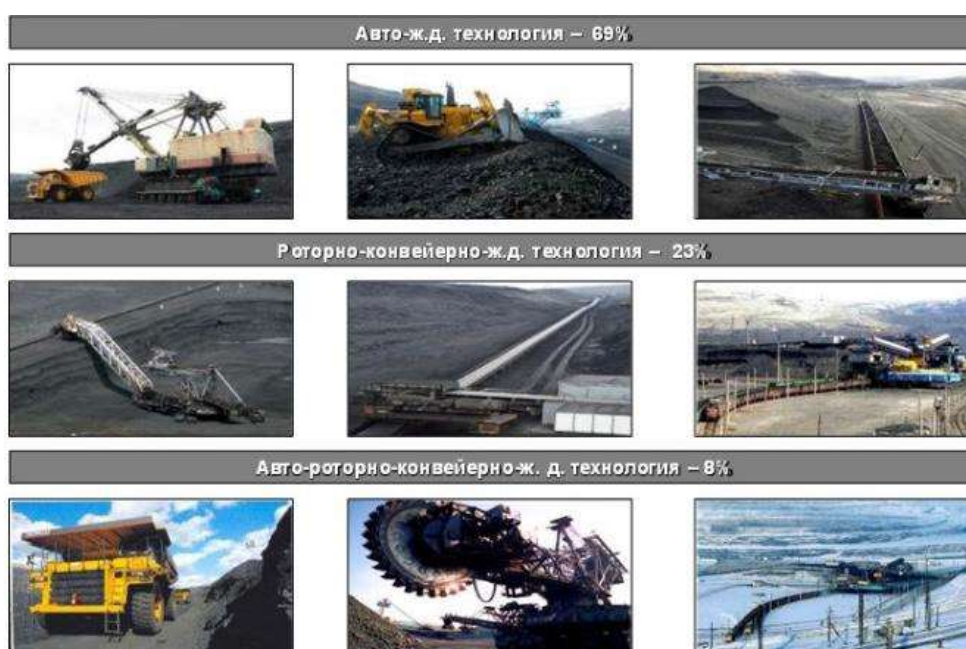 Авто-ж.д. технология – 69%
Роторно-конвейерно-ж.д. технология – 23%
Авто-роторно-конвейерно-ж. д. технология – 8%